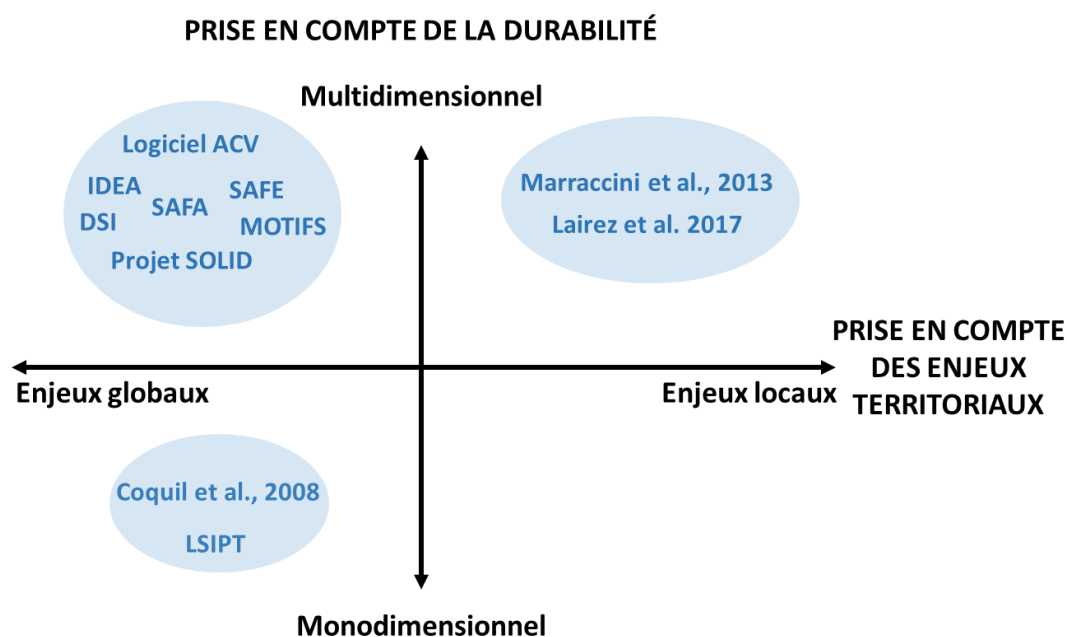 PRISE EN COMPTE DE LA DURABILITÉ
Multidimensionnel
Logiciel ACV
IDEA
SAFA
SAFE
DSI
MOTIFS
Projet SOLID
Marraccini et al., 2013
Lairez et al. 2017
PRISE EN COMPTE
DES ENJEUX
TERRITORIAUX
Enjeux globaux
Enjeux locaux
Coquil et al., 2008
LSIPT
Monodimensionnel